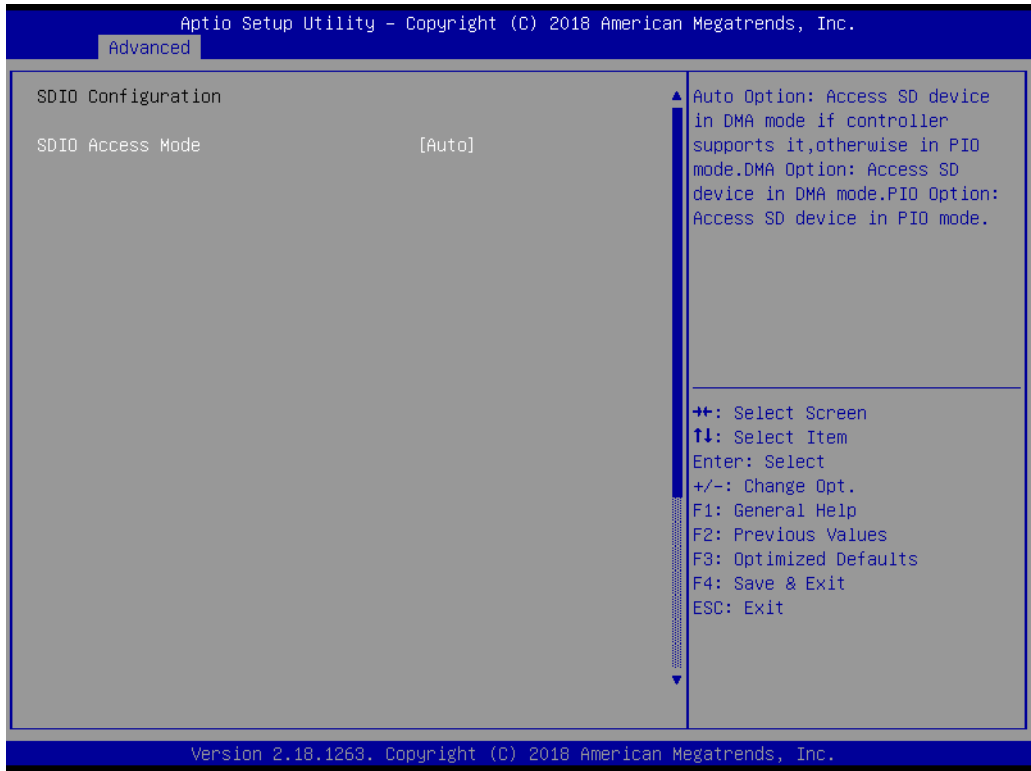 Aptio Setup Utility – Copyright (C) 2018 American Megatrends, Inc.
Advanced
SDIO Configuration
SDIO Access Mode [Auto]
Auto Option: Access SD device
in DMA mode if controller
supports it,otherwise in PIO
mode.DMA Option: Access SD
device in DMA mode.PIO Option:
Access SD device in PIO mode.
→←: Select Screen
↑↓: Select Item
Enter: Select
+/-: Change Opt.
F1: General Help
F2: Previous Values
F3: Optimized Defaults
F4: Save & Exit
ESC: Exit
Version 2.18.1263. Copyright (C) 2018 American Megatrends, Inc.